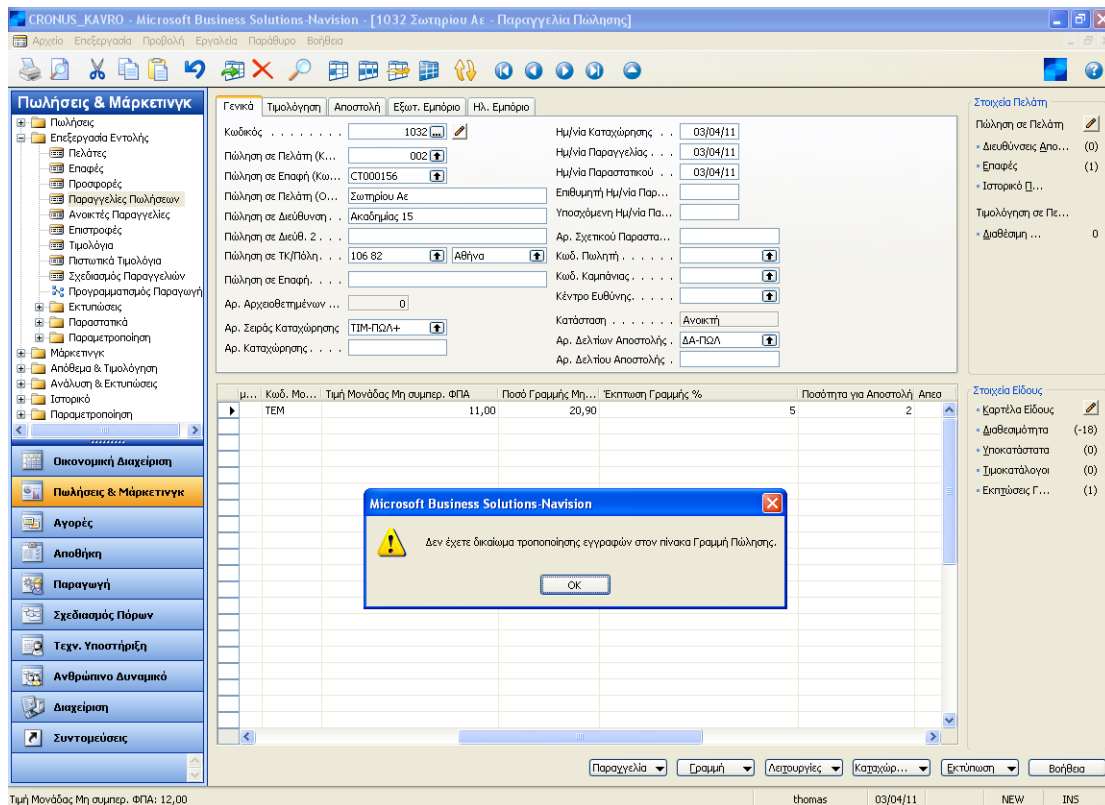 CRONUS_KAVRO - Microsoft Business Solutions-Navision - [1032 Σωτηρίου Αε - Παραγγελία Πώλησης]
Αρχείο Επεξεργασία Προβολή Εργαλεία Παράθυρο Βοήθεια
Πωλήσεις & Μάρκετινγκ
Πωλήσεις
Επεξεργασία Εντολής
Πελάτες
Επαφές
Προσφορές
Παραγγελίες Πωλήσεων
Ανοικτές Παραγγελίες
Επιστροφές
Τιμολόγια
Πιστωτικά Τιμολόγια
Σχεδιασμός Παραγγελιών
Προγραμματισμός Παραγωγή
Εκτυπώσεις
Παραστατικά
Παραμετροποίηση
Μάρκετινγκ
Απόθεμα & Τιμολόγηση
Ανάλυση & Εκτυπώσεις
Ιστορικό
Παραμετροποίηση
Οικονομική Διαχείριση
Πωλήσεις & Μάρκετινγκ
Αγορές
Αποθήκη
Παραγωγή
Σχεδιασμός Πόρων
Τεχν. Υποστήριξη
Ανθρώπινο Δυναμικό
Διαχείριση
Συντομεύσεις
Γενικά Τιμολόγηση Αποστολή Εξωτ. Εμπόριο Ηλ. Εμπόριο
Κωδικός . . . . . . . . 1032 ...
Πώληση σε Πελάτη (Κ... 002
Πώληση σε Επαφή (Κω... CT000156
Πώληση σε Πελάτη (Ο... Σωτηρίου Αε
Πώληση σε Διεύθυνση . . Ακαδημίας 15
Πώληση σε Διεύθ. 2 . . .
Πώληση σε ΤΚ/Πόλη. . . 106 82 Αθήνα
Πώληση σε Επαφή. . . .
Αρ. Αρχειοθετημένων ... 0
Αρ. Σειράς Καταχώρησης ΤΙΜ-ΠΩΛ+
Αρ. Καταχώρησης . . . .
Ημ/νία Καταχώρησης . . 03/04/11
Ημ/νία Παραγγελίας . . . 03/04/11
Ημ/νία Παραστατικού . . 03/04/11
Επιθυμητή Ημ/νία Παρ...
Υποσχόμενη Ημ/νία Πα...
Αρ. Σχετικού Παραστα...
Κωδ. Πωλητή . . . . . .
Κωδ. Καμπάνιας. . . . .
Κέντρο Ευθύνης. . . . .
Κατάσταση . . . . . . . Ανοικτή
Αρ. Δελτίων Αποστολής . ΔΑ-ΠΩΛ
Αρ. Δελτίου Αποστολής .
Στοιχεία Πελάτη
Πώληση σε Πελάτη
Διευθύνσεις Απο... (0)
Επαφές (1)
Ιστορικό Π...
Τιμολόγηση σε Πε...
Διαθέσιμη ... 0
μ... Κωδ. Μο... Τιμή Μονάδας Μη συμπερ. ΦΠΑ Ποσό Γραμμής Μη... Έκπτωση Γραμμής % Ποσότητα για Αποστολή Απεσ
ΤΕΜ 11,00 20,90 5 2
Στοιχεία Είδους
Καρτέλα Είδους
Διαθεσιμότητα (-18)
Υποκατάστατα (0)
Τιμοκατάλογοι (0)
Εκπτώσεις Γ... (1)
Microsoft Business Solutions-Navision
Δεν έχετε δικαίωμα τροποποίησης εγγραφών στον πίνακα Γραμμή Πώλησης.
OK
Παραγγελία Γραμμή Λειτουργίες Καταχώρ... Εκτύπωση Βοήθεια
Τιμή Μονάδας Μη συμπερ. ΦΠΑ: 12,00 thomas 03/04/11 NEW INS